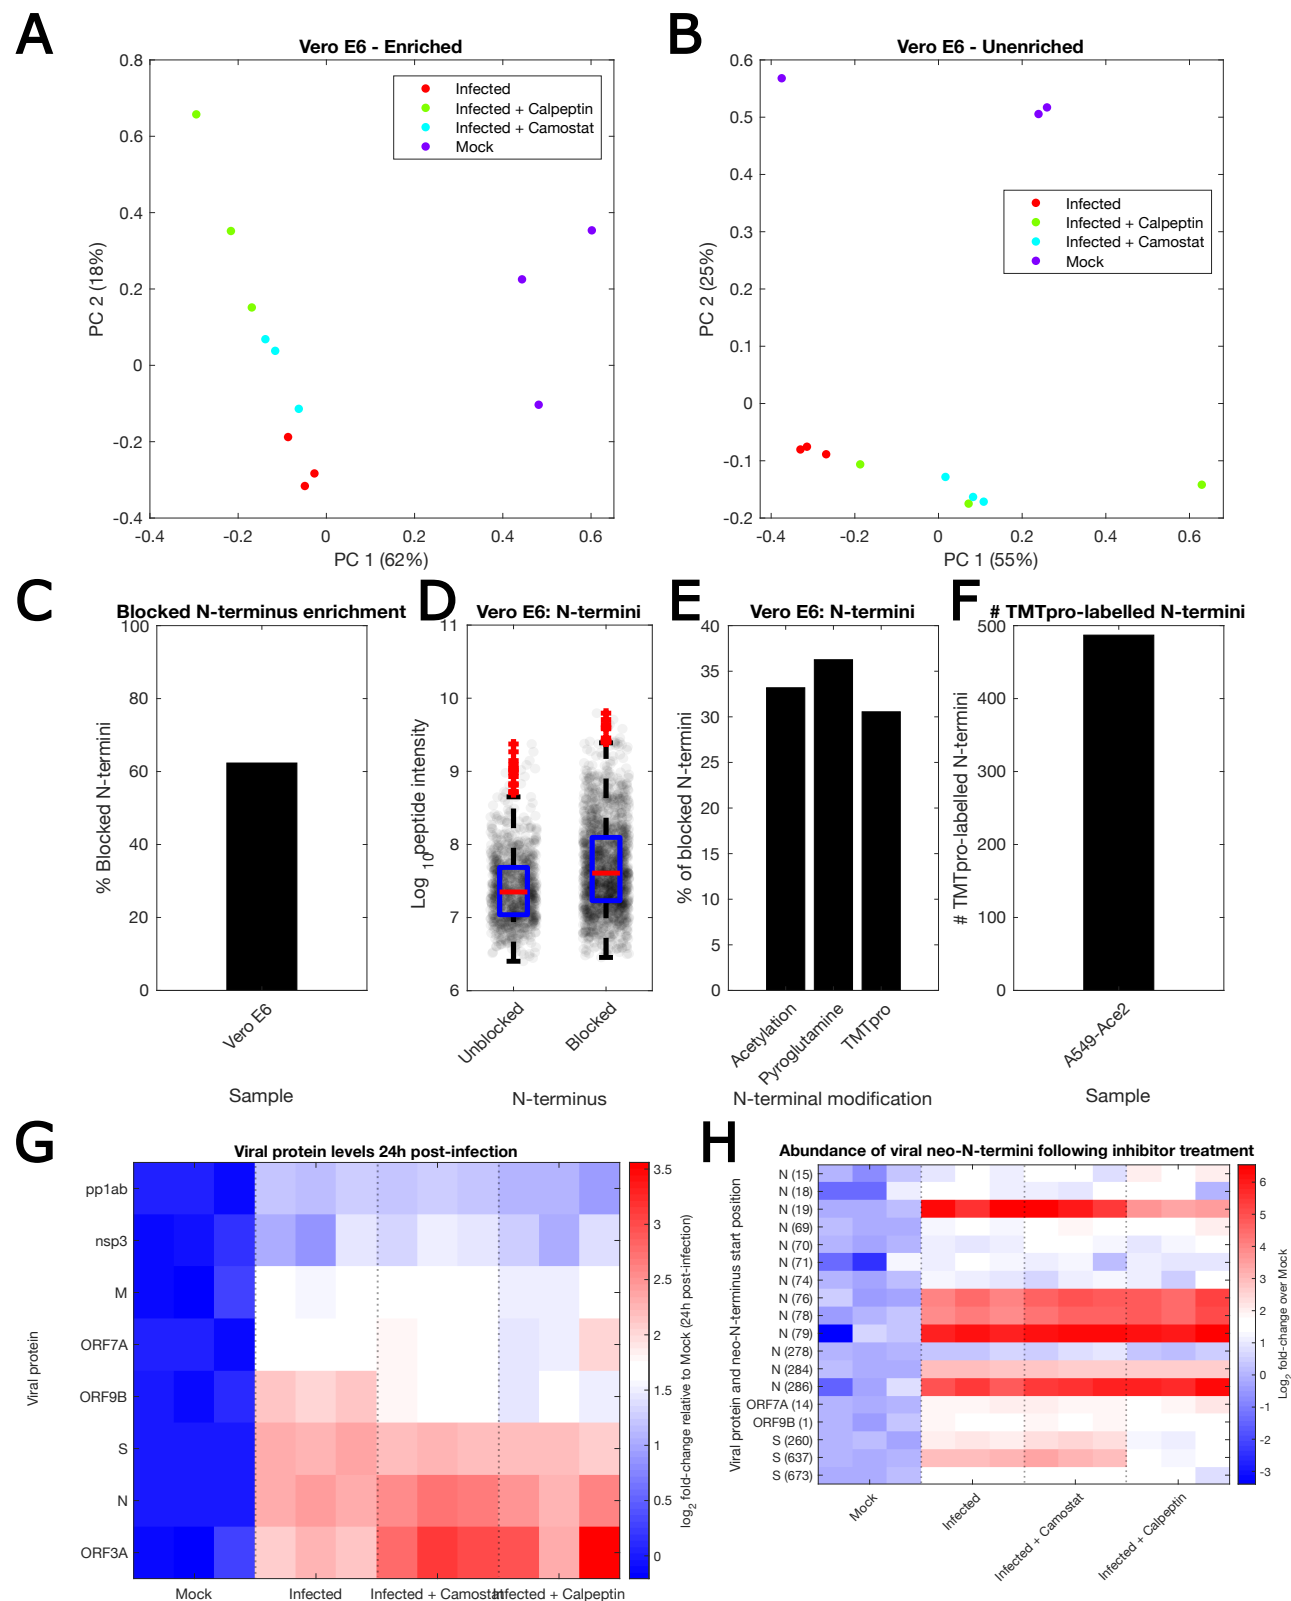 A
Vero E6 - Enriched
0.8
0.6
0.4
0.2
0
-0.2
-0.4
-0.4
-0.2
0
0.2
0.4
0.6
PC 1 (62%)
PC 2 (18%)
Infected
Infected + Calpeptin
Infected + Camostat
Mock
B
Vero E6 - Unenriched
0.6
0.5
0.4
0.3
0.2
0.1
0
-0.1
-0.2
-0.4
-0.2
0
0.2
0.4
0.6
PC 1 (55%)
PC 2 (25%)
Infected
Infected + Calpeptin
Infected + Camostat
Mock
C
Blocked N-terminus enrichment
100
80
60
40
20
0
% Blocked N-termini
Vero E6
Sample
D
Vero E6: N-termini
11
10
9
8
7
6
Log 10 peptide intensity
Unblocked
Blocked
N-terminus
E
Vero E6: N-termini
40
35
30
25
20
15
10
5
0
% of blocked N-termini
Acetylation
Pyroglutamine
TMTpro
N-terminal modification
F
# TMTpro-labelled N-termini
500
400
300
200
100
0
# TMTpro-labelled N-termini
A549-Ace2
Sample
G
Viral protein levels 24h post-infection
Viral protein
pp1ab
nsp3
M
ORF7A
ORF9B
S
N
ORF3A
Mock
Infected
Infected + Camostat
Infected + Calpeptin
3.5
3
2.5
2
1.5
1
0.5
0
log2 fold-change relative to Mock (24h post-infection)
H
Abundance of viral neo-N-termini following inhibitor treatment
Viral protein and neo-N-terminus start position
N (15)
N (18)
N (19)
N (69)
N (70)
N (71)
N (74)
N (76)
N (78)
N (79)
N (278)
N (284)
N (286)
ORF7A (14)
ORF9B (1)
S (260)
S (637)
S (673)
Mock
Infected
Infected + Camostat
Infected + Calpeptin
6
5
4
3
2
1
0
-1
-2
-3
Log2 fold-change over Mock